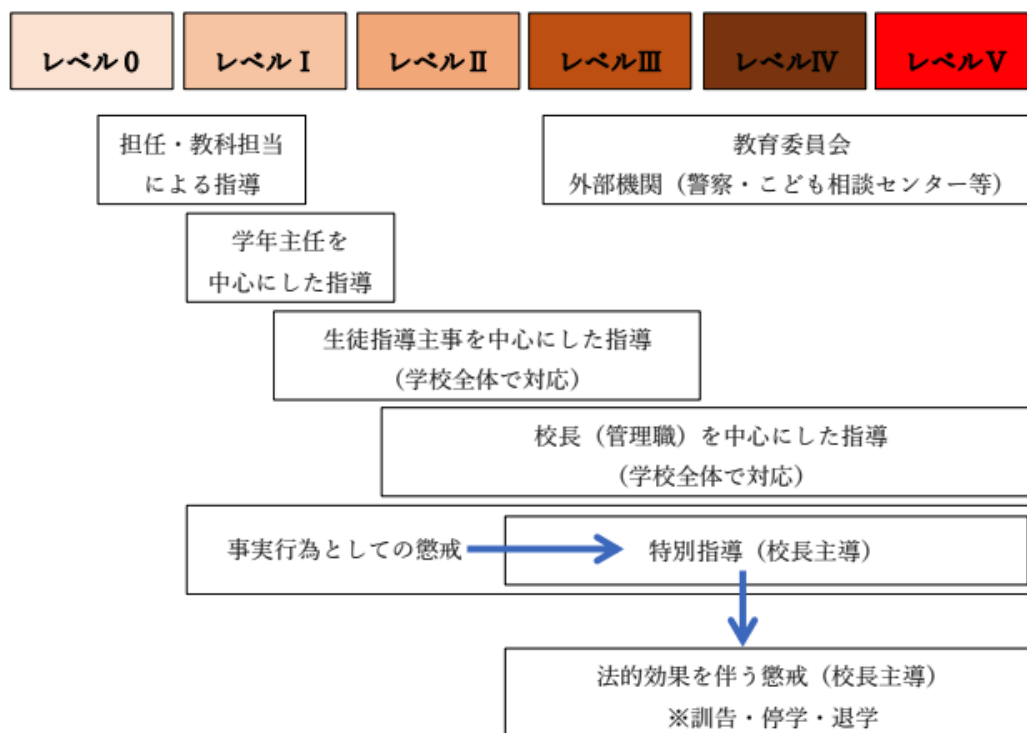 レベル0
レベルⅠ
レベルⅡ
レベルⅢ
レベルⅣ
レベルⅤ
担任・教科担当
による指導
教育委員会
外部機関（警察・こども相談センター等）
学年主任を
中心にした指導
生徒指導主事を中心にした指導
（学校全体で対応）
校長（管理職）を中心にした指導
（学校全体で対応）
事実行為としての懲戒
特別指導（校長主導）
法的効果を伴う懲戒（校長主導）
※訓告・停学・退学